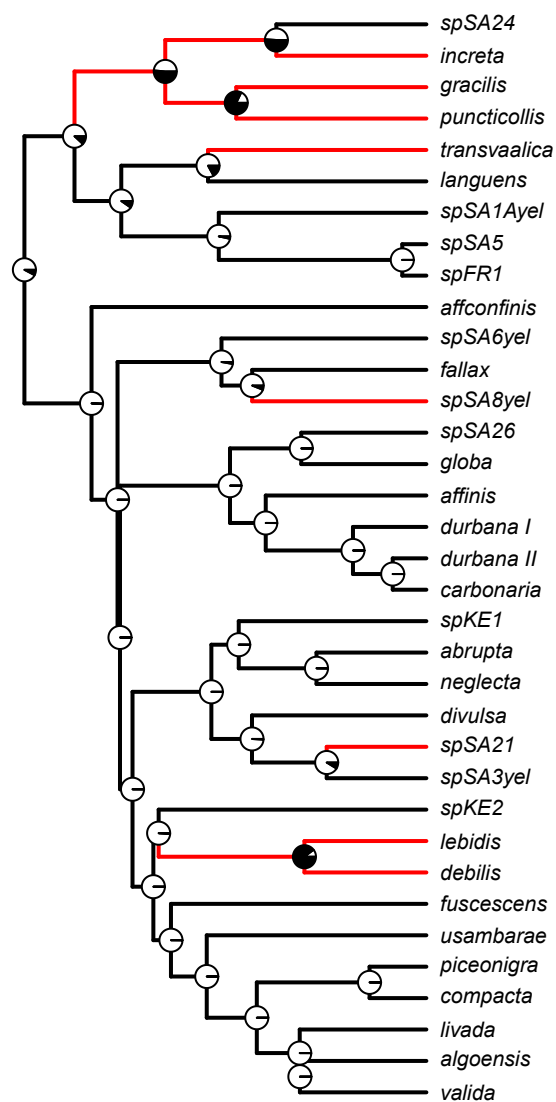 spSA24
increta
gracilis
puncticollis
transvaalica
languens
spSA1Ayel
spSA5
spFR1
affconfinis
spSA6yel
fallax
spSA8yel
spSA26
globa
affinis
durbana I
durbana II
carbonaria
spKE1
abrupta
neglecta
divulsa
spSA21
spSA3yel
spKE2
lebidis
debilis
fuscescens
usambarae
piceonigra
compacta
livada
algoensis
valida